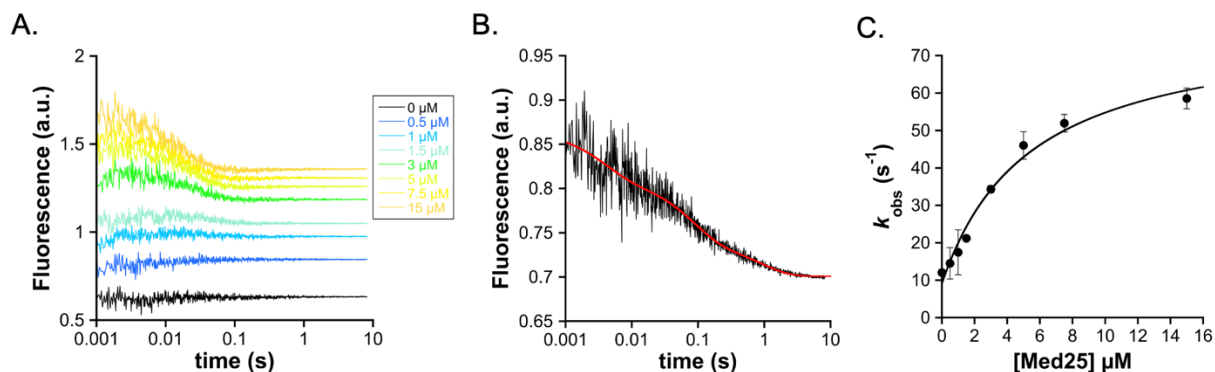 A.
2
1.5
1
0.5
0.001
0.01
0.1
1
10
Fluorescence (a.u.)
time (s)
0 µM
0.5 µM
1 µM
1.5 µM
3 µM
5 µM
7.5 µM
15 µM
B.
0.95
0.9
0.85
0.8
0.75
0.7
0.65
0.001
0.01
0.1
1
10
Fluorescence (a.u.)
time (s)
C.
70
60
50
40
30
20
10
0
0
2
4
6
8
10
12
14
16
k obs (s⁻¹)
[Med25] µM